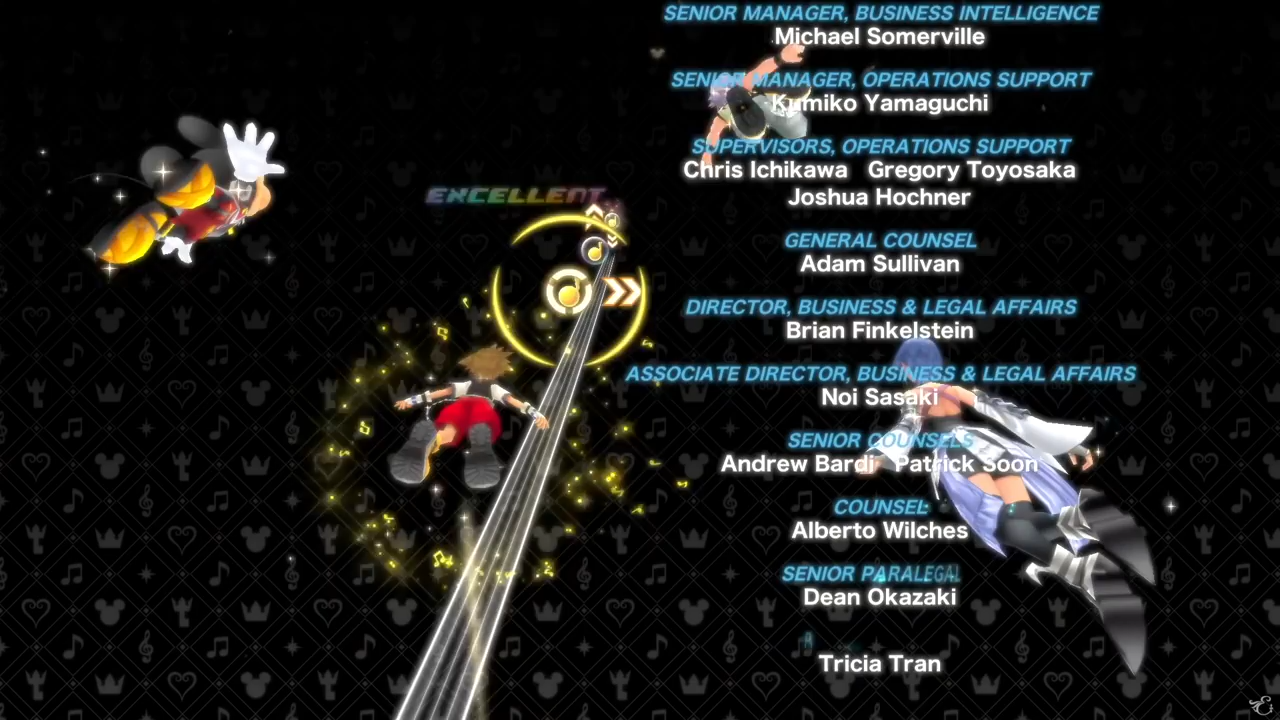 SENIOR MANAGER, BUSINESS INTELLIGENCE
Michael Somerville
SENIOR MANAGER, OPERATIONS SUPPORT
Kumiko Yamaguchi
SUPERVISORS, OPERATIONS SUPPORT
Chris Ichikawa Gregory Toyosaka
Joshua Hochner
EXCELLENT
GENERAL COUNSEL
Adam Sullivan
DIRECTOR, BUSINESS & LEGAL AFFAIRS
Brian Finkelstein
ASSOCIATE DIRECTOR, BUSINESS & LEGAL AFFAIRS
Noi Sasaki
SENIOR COUNSELS
Andrew Bardi Patrick Soon
COUNSEL
Alberto Wilches
SENIOR PARALEGAL
Dean Okazaki
Tricia Tran